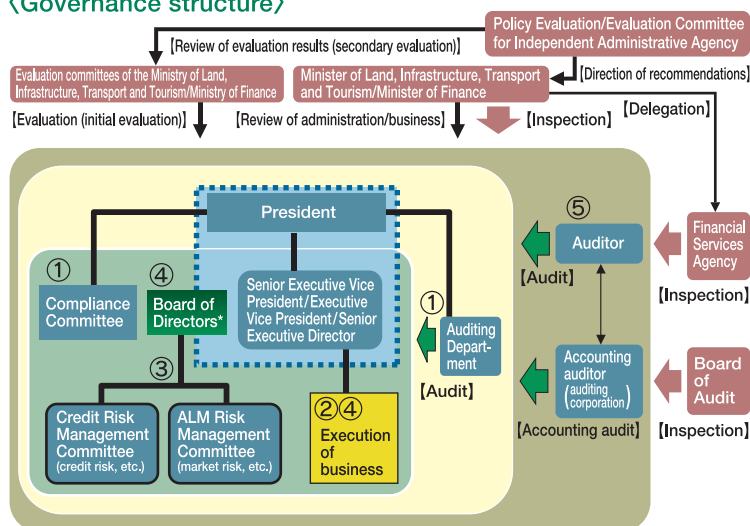 〈Governance structure〉
Policy Evaluation/Evaluation Committee
for Independent Administrative Agency
【Review of evaluation results (secondary evaluation)】
Evaluation committees of the Ministry of Land,
Infrastructure, Transport and Tourism/Ministry of Finance
Minister of Land, Infrastructure, Transport
and Tourism/Minister of Finance
【Direction of recommendations】
【Evaluation (initial evaluation)】
【Review of administration/business】
【Inspection】
【Delegation】
President
①
Compliance
Committee
④
Board of
Directors*
Senior Executive Vice
President/Executive
Vice President/Senior
Executive Director
①
Auditing
Depart-
ment
【Audit】
⑤
Auditor
【Audit】
Financial
Services
Agency
【Inspection】
③
Credit Risk
Management
Committee
(credit risk, etc.)
ALM Risk
Management
Committee
(market risk, etc.)
②④
Execution
of
business
Accounting
auditor
(auditing
corporation)
【Accounting audit】
Board
of
Audit
【Inspection】